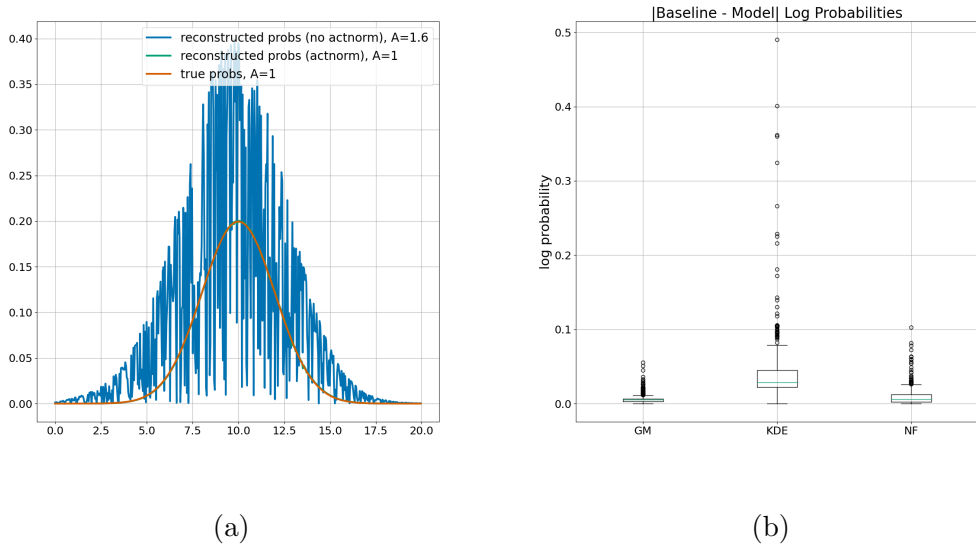 |Baseline - Model| Log Probabilities
reconstructed probs (no actnorm), A=1.6
reconstructed probs (actnorm), A=1
true probs, A=1
0.40
0.35
0.30
0.25
0.20
0.15
0.10
0.05
0.00
0.0 2.5 5.0 7.5 10.0 12.5 15.0 17.5 20.0
log probability
0.5
0.4
0.3
0.2
0.1
0.0
GM KDE NF
(a) (b)